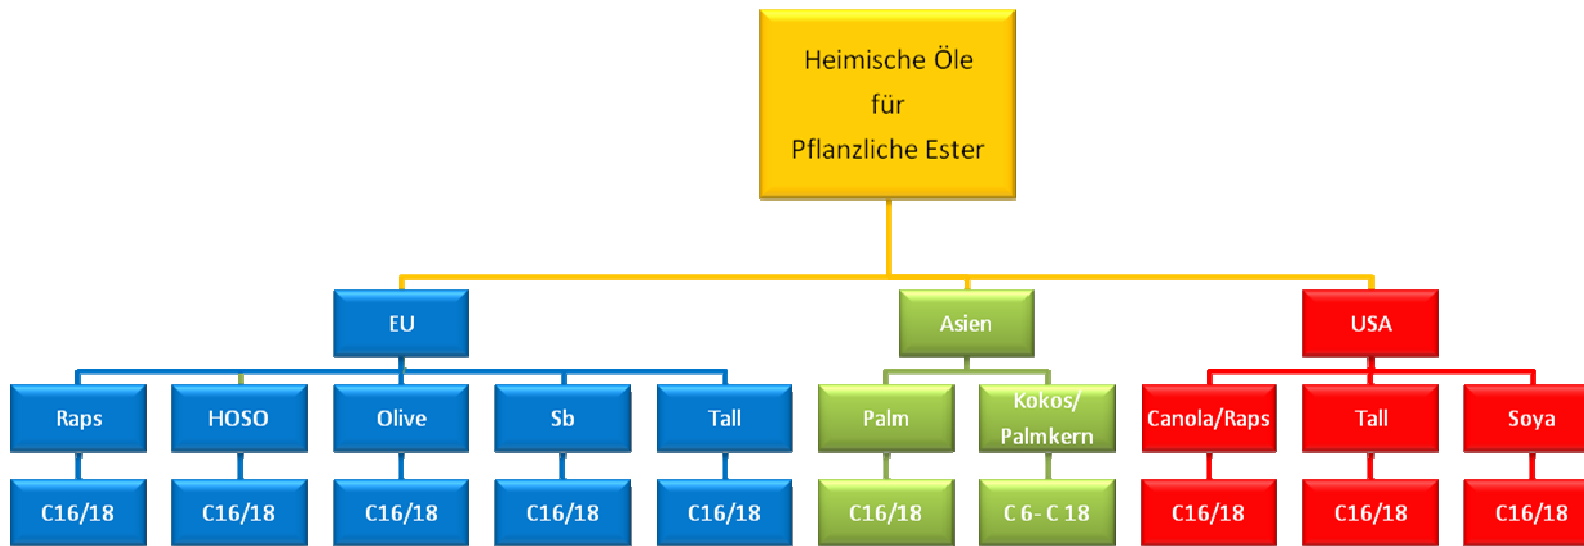 Heimische Öle
für
Pflanzliche Ester
EU
Asien
USA
Raps
HOSO
Olive
Sb
Tall
Palm
Kokos/
Palmkern
Canola/Raps
Tall
Soya
C16/18
C16/18
C16/18
C16/18
C16/18
C16/18
C 6- C 18
C16/18
C16/18
C16/18